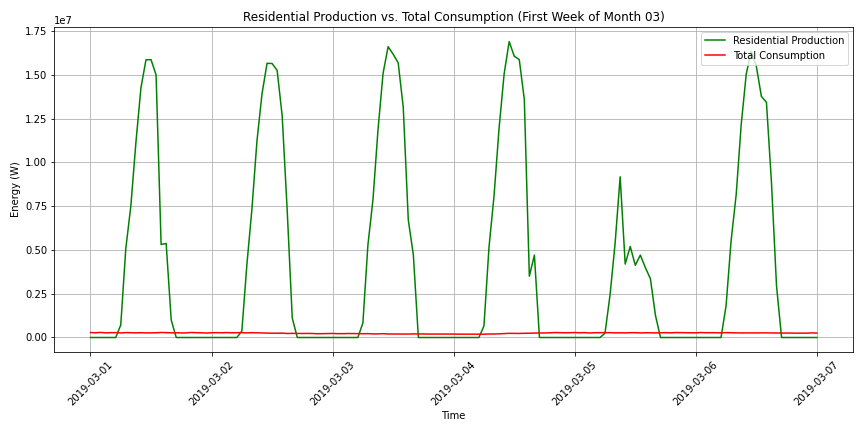 Residential Production vs. Total Consumption (First Week of Month 03)
1e7
Residential Production
Total Consumption
1.75
1.50
1.25
1.00
0.75
0.50
0.25
0.00
Energy (W)
2019-03-01
2019-03-02
2019-03-03
2019-03-04
2019-03-05
2019-03-06
2019-03-07
Time